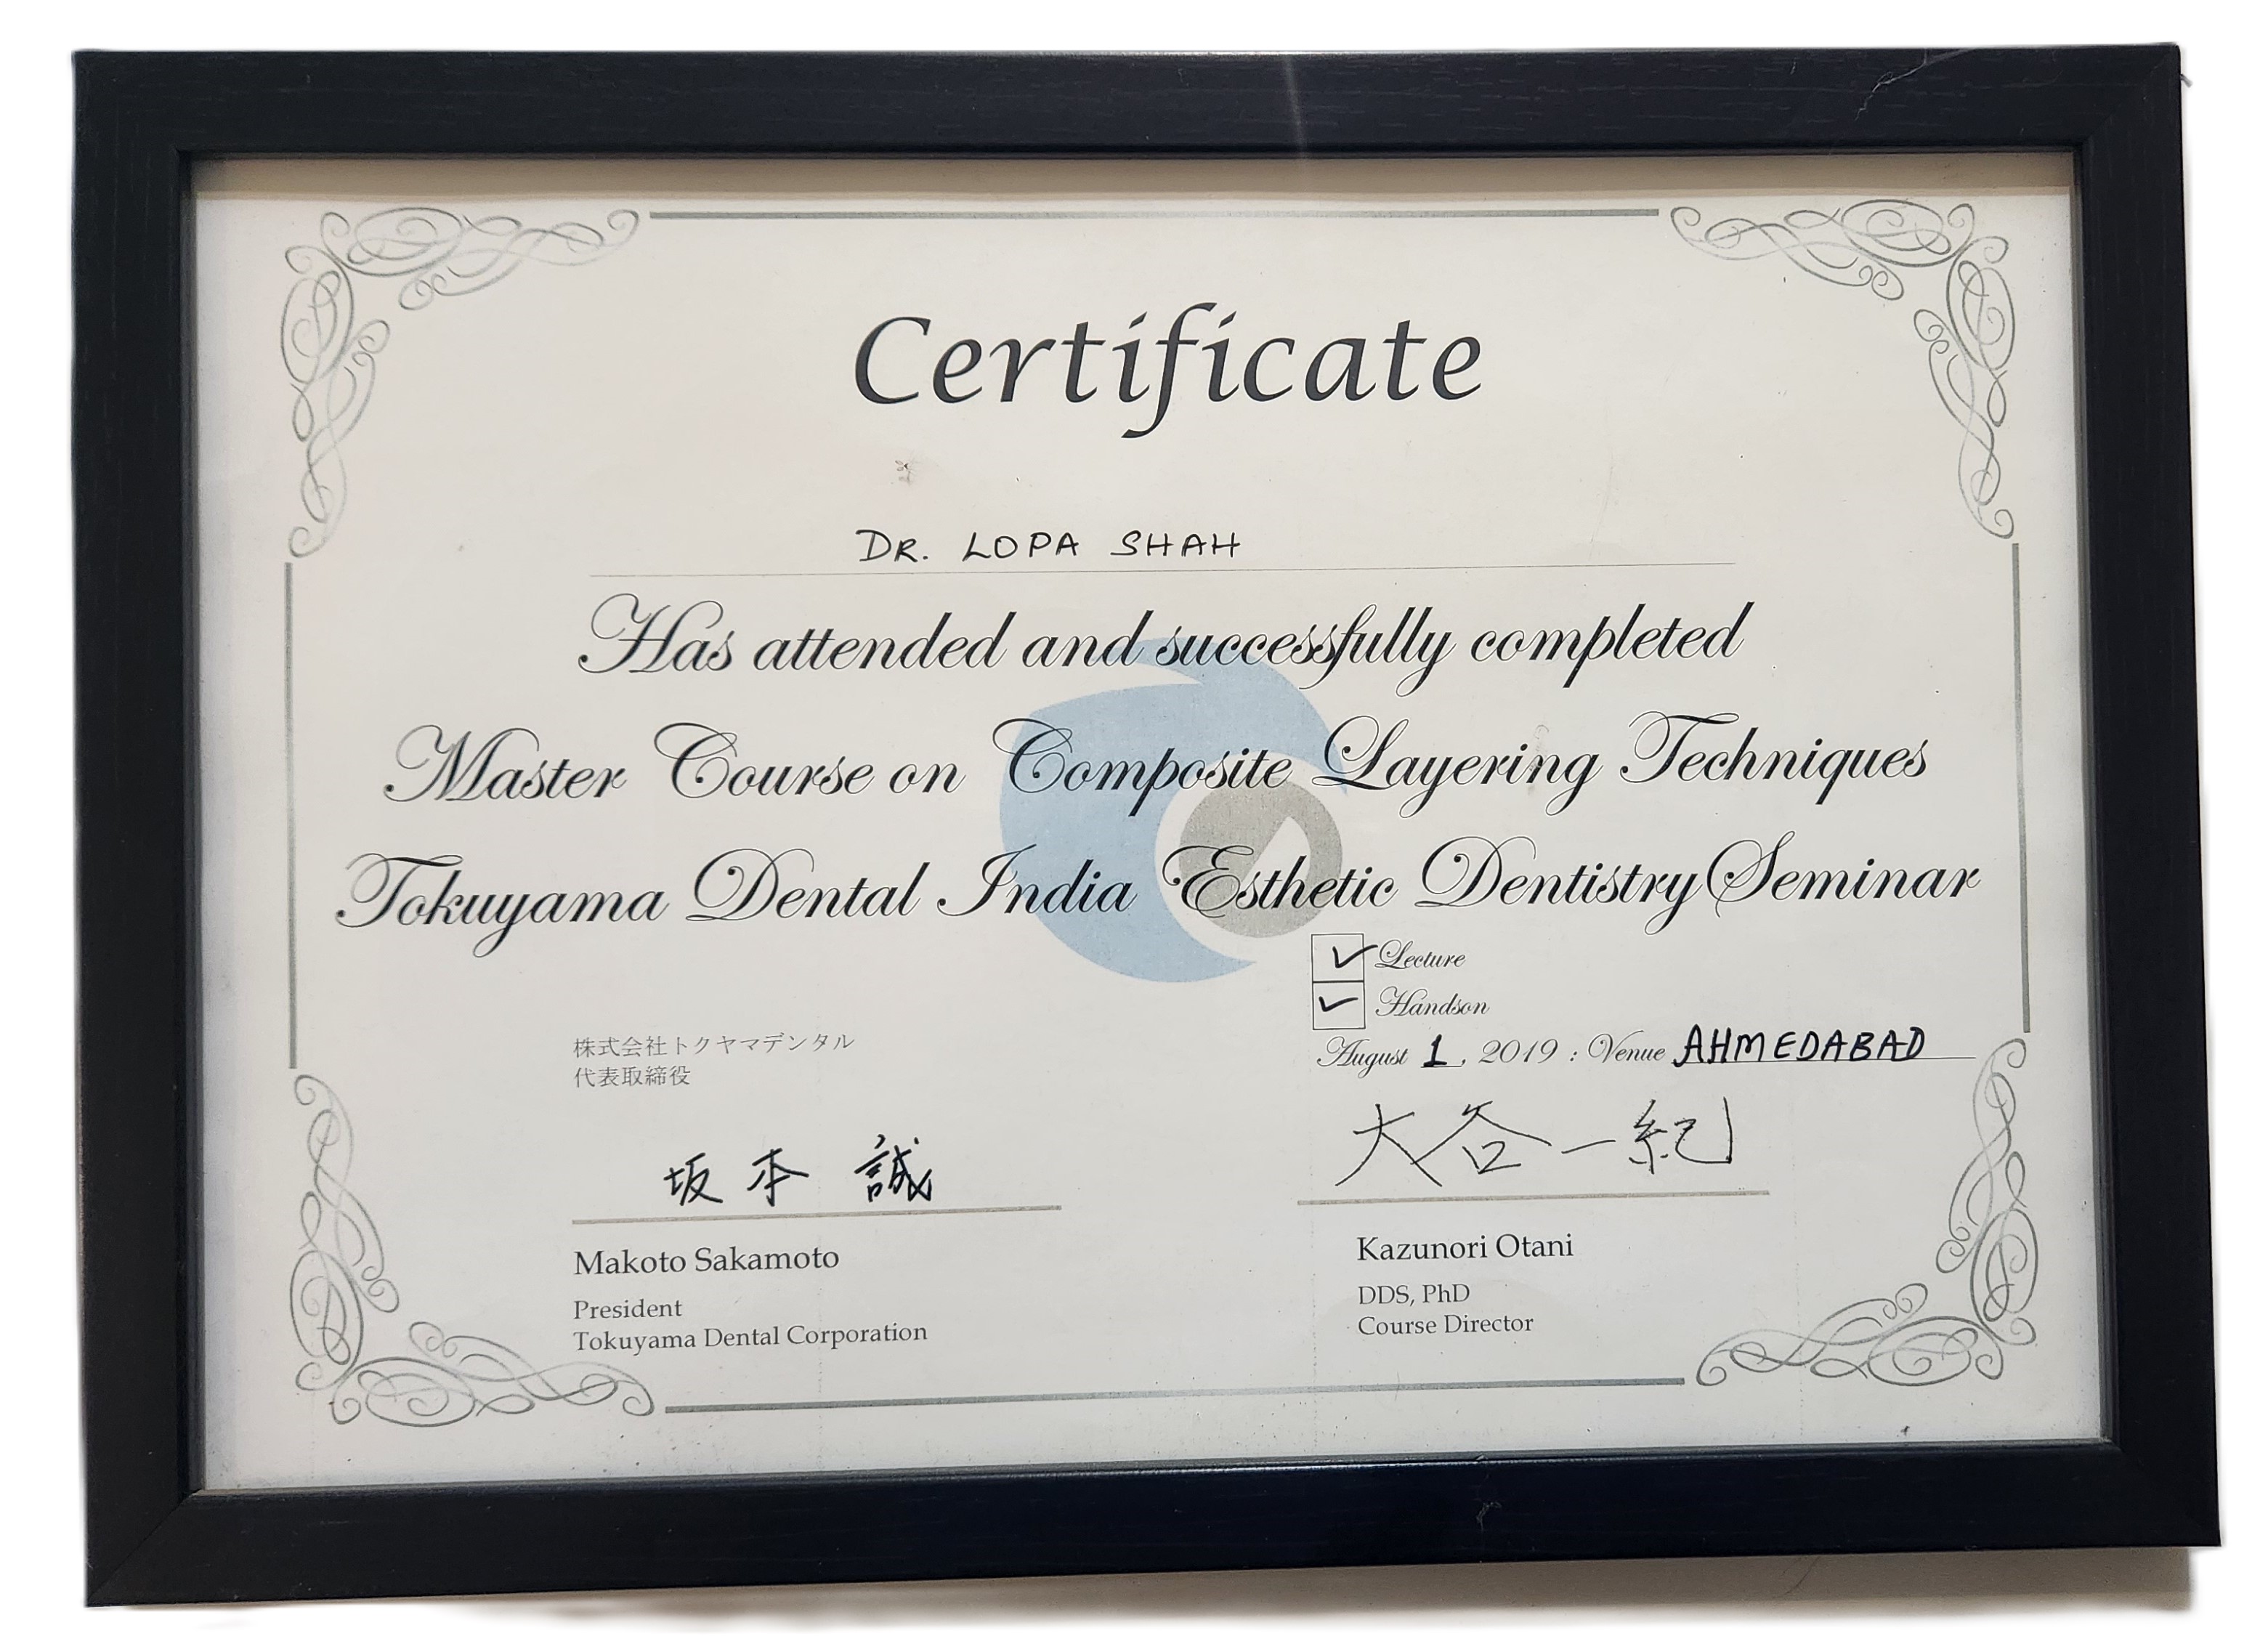 Certificate
DR. LOPA SHAH
Has attended and successfully completed
Master Course on Composite Layering Techniques
Tokuyama Dental India Esthetic Dentistry Seminar
Lecture
Handson
August 1, 2019 : Venue AHMEDABAD
株式会社トクヤマデンタル
代表取締役
坂本 誠
Makoto Sakamoto
President
Tokuyama Dental Corporation
大谷一紀
Kazunori Otani
DDS, PhD
Course Director